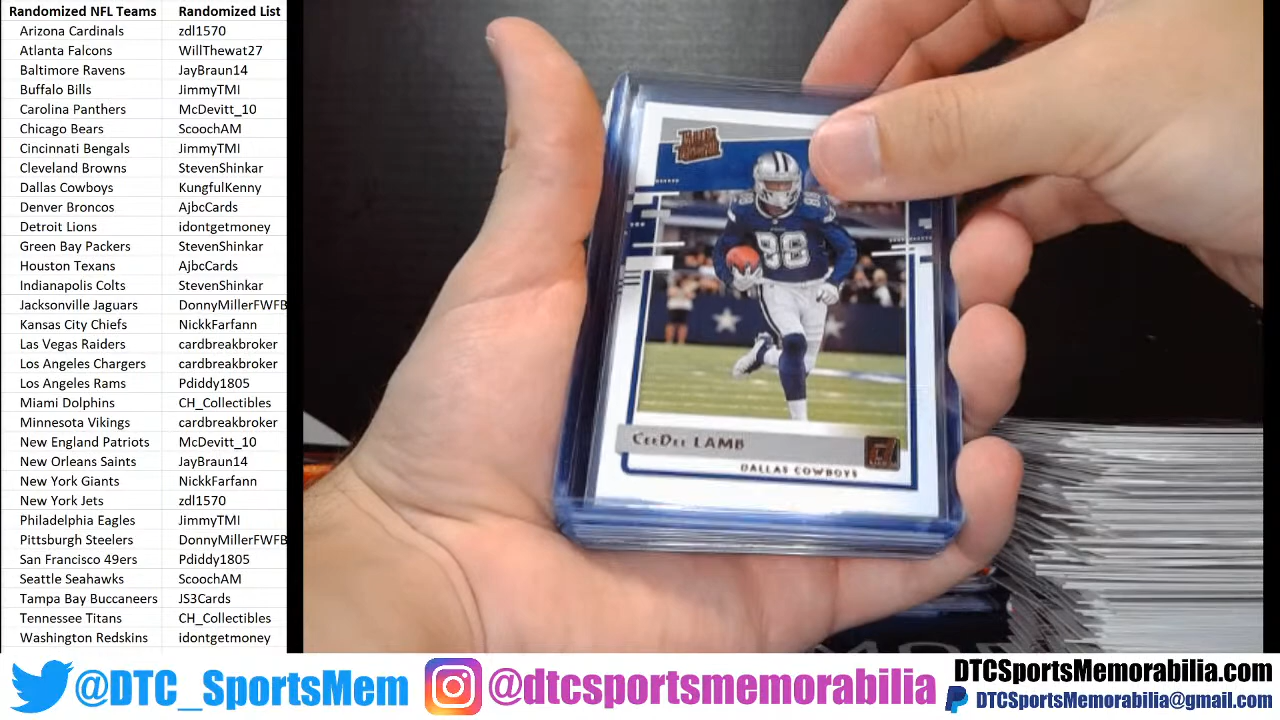 Randomized NFL Teams Randomized List
Arizona Cardinals zdl1570
Atlanta Falcons WillThewat27
Baltimore Ravens JayBraun14
Buffalo Bills JimmyTMI
Carolina Panthers McDevitt_10
Chicago Bears ScoochAM
Cincinnati Bengals JimmyTMI
Cleveland Browns StevenShinkar
Dallas Cowboys KungfulKenny
Denver Broncos AjbcCards
Detroit Lions idontgetmoney
Green Bay Packers StevenShinkar
Houston Texans AjbcCards
Indianapolis Colts StevenShinkar
Jacksonville Jaguars DonnyMillerFWFB
Kansas City Chiefs NickkFarfann
Las Vegas Raiders cardbreakbroker
Los Angeles Chargers cardbreakbroker
Los Angeles Rams Pdiddy1805
Miami Dolphins CH_Collectibles
Minnesota Vikings cardbreakbroker
New England Patriots McDevitt_10
New Orleans Saints JayBraun14
New York Giants NickkFarfann
New York Jets zdl1570
Philadelphia Eagles JimmyTMI
Pittsburgh Steelers DonnyMillerFWFB
San Francisco 49ers Pdiddy1805
Seattle Seahawks ScoochAM
Tampa Bay Buccaneers JS3Cards
Tennessee Titans CH_Collectibles
Washington Redskins idontgetmoney
88
CeeDee LAMB
DALLAS COWBOYS
@DTC_SportsMem
@dtcsportsmemorabilia
DTCSportsMemorabilia.com
DTCSportsMemorabilia@gmail.com